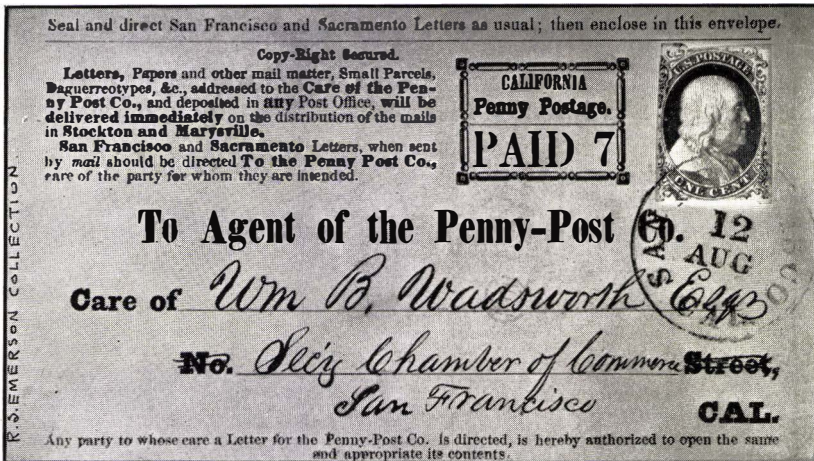 Seal and direct San Francisco and Sacramento Letters as usual; then enclose in this envelope.
Copy-Right Secured.
Letters, Papers and other mail matter, Small Parcels,
Daguerreotypes, &c., addressed to the Care of the Pen-
ny Post Co., and deposited in any Post Office, will be
delivered immediately on the distribution of the mails
in Stockton and Marysville.
San Francisco and Sacramento Letters, when sent
by mail should be directed To the Penny Post Co.,
care of the party for whom they are intended.
CALIFORNIA
Penny Postage.
PAID 7
U.S. POSTAGE
ONE CENT
To Agent of the Penny-Post Co.
12
AUG
SAN
CAL
Care of Wm B. Wadsworth Esqr
No. Sec'y Chamber of Commerce Street,
San Francisco
CAL.
Any party to whose care a Letter for the Penny-Post Co. is directed, is hereby authorized to open the same
and appropriate its contents.
R.S. EMERSON COLLECTION.